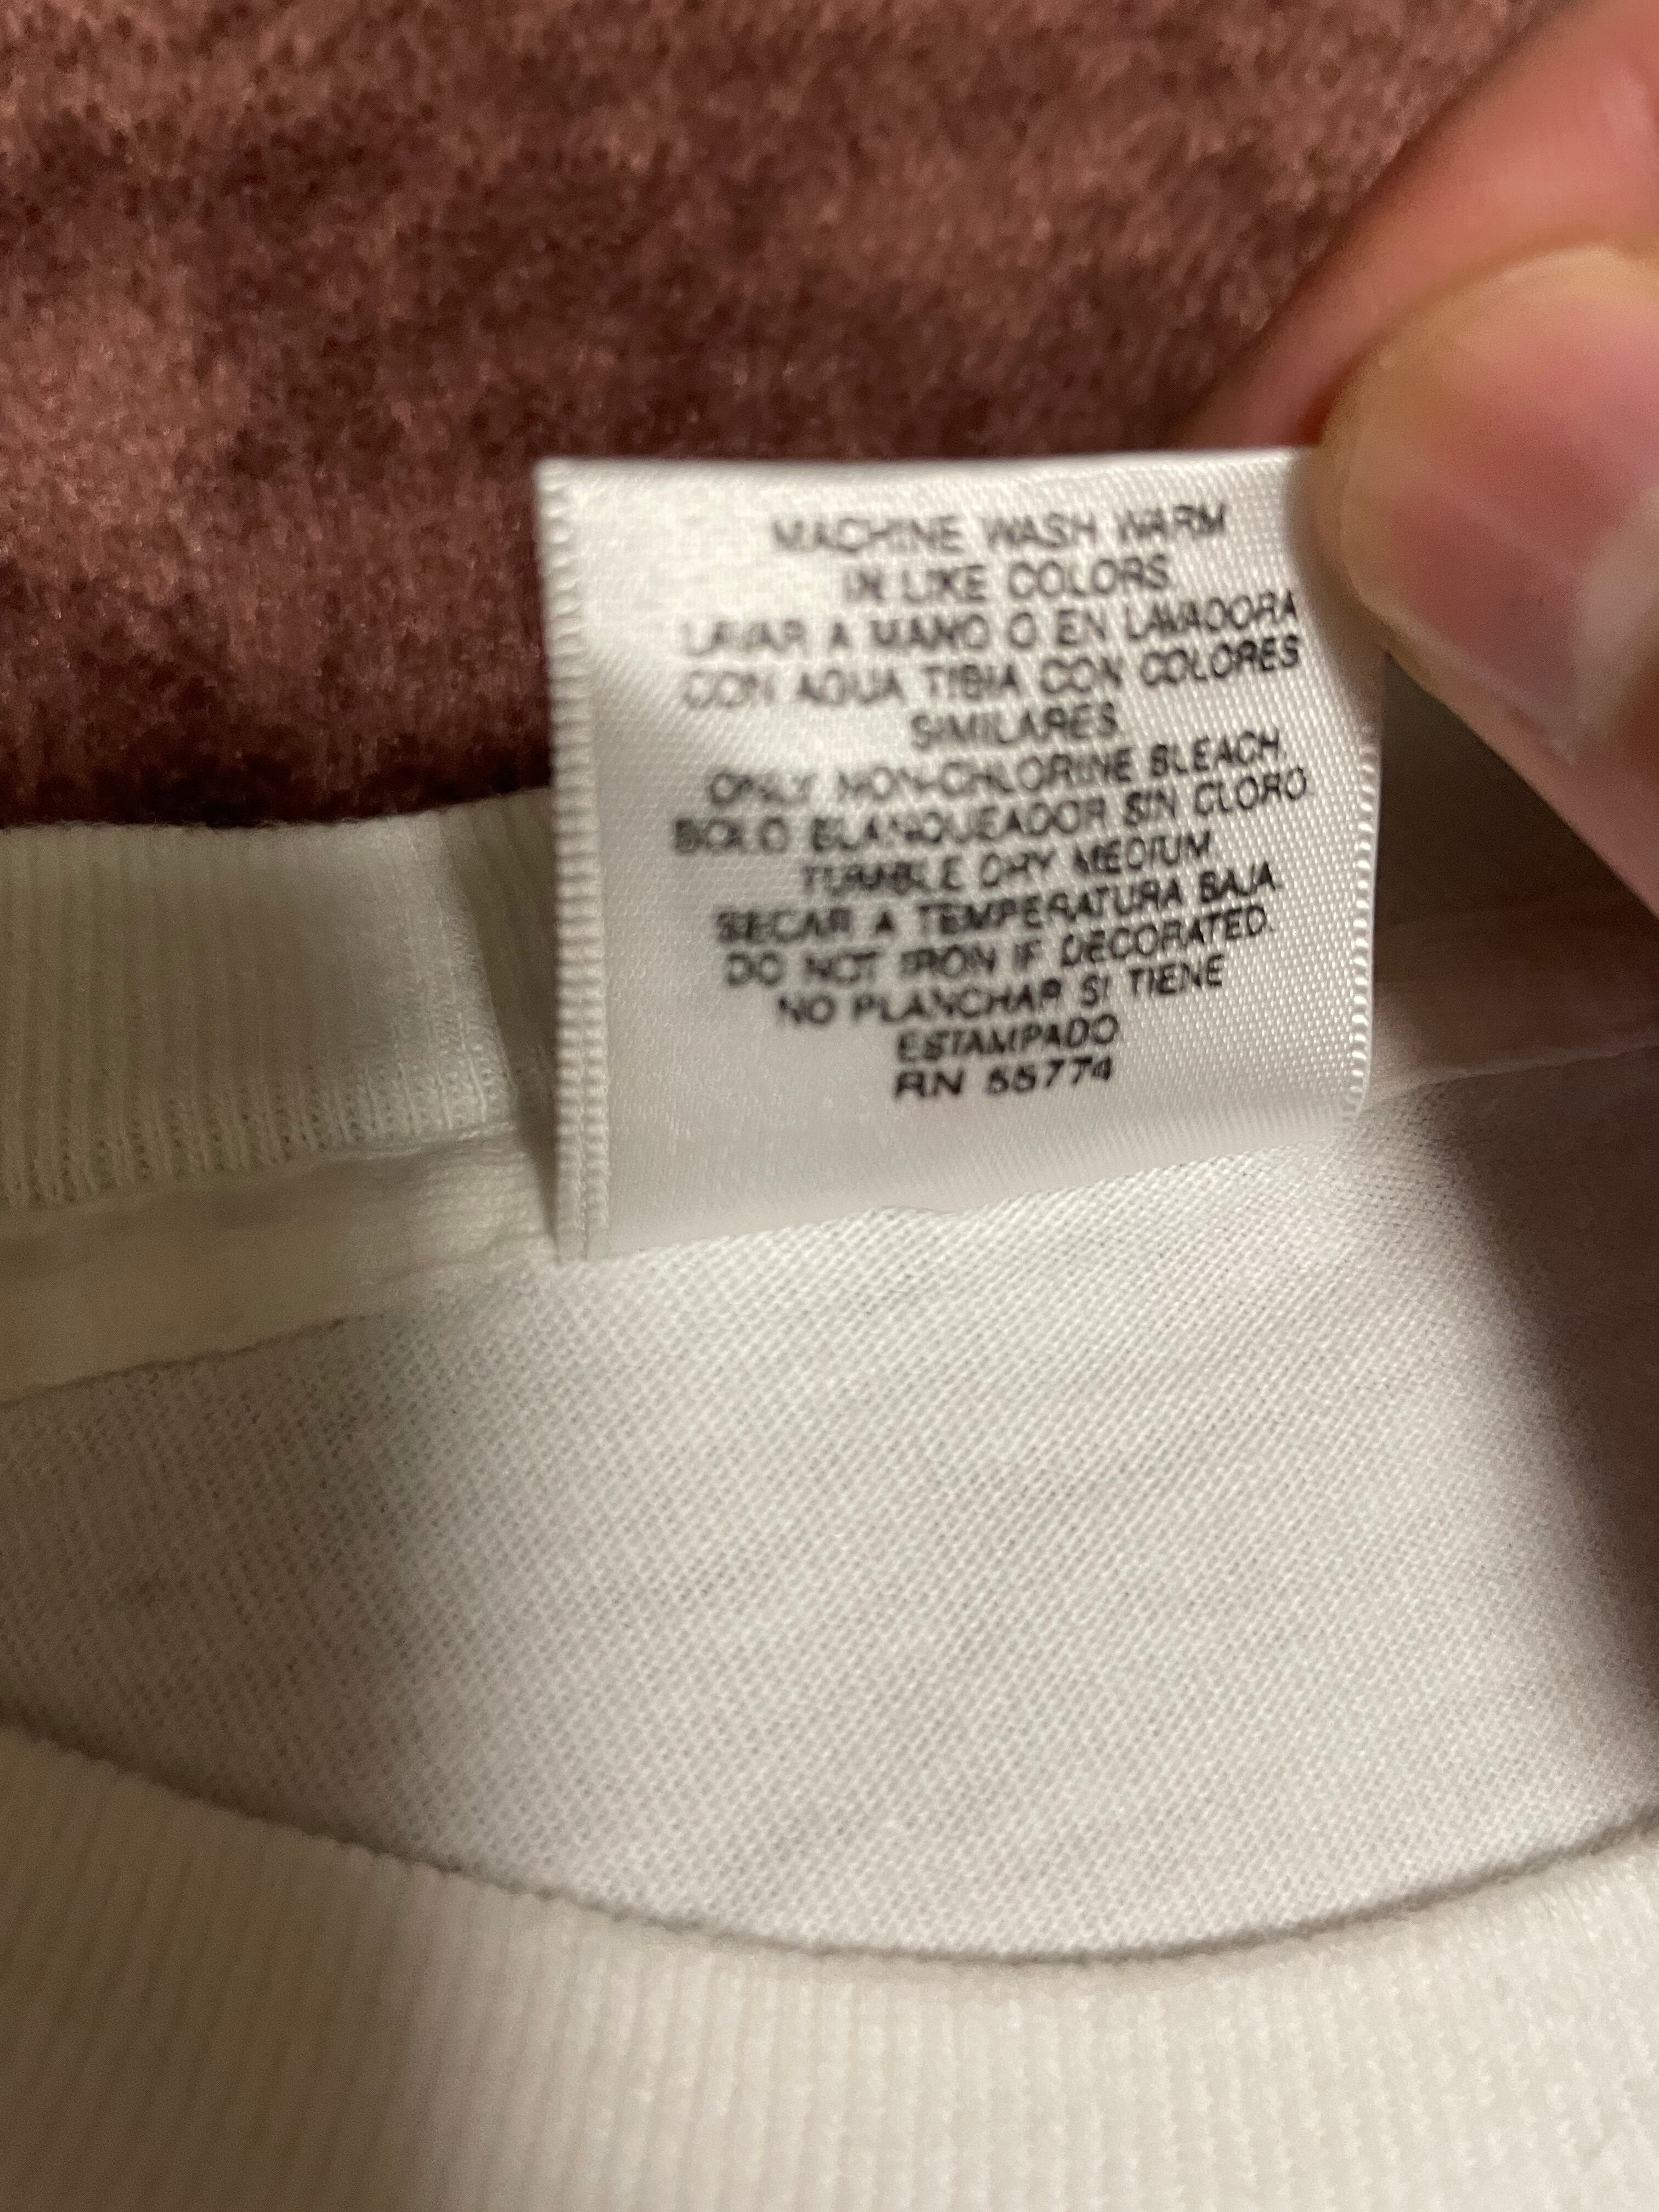 MACHINE WASH WARM
IN LIKE COLORS
LAVAR A MANO O EN LAVADORA
CON AGUA TIBIA CON COLORES
SIMILARES
ONLY NON-CHLORINE BLEACH
SOLO BLANQUEADOR SIN CLORO
TUMBLE DRY MEDIUM
SECAR A TEMPERATURA BAJA
DO NOT IRON IF DECORATED
NO PLANCHAR SI TIENE
ESTAMPADO
RN 55774